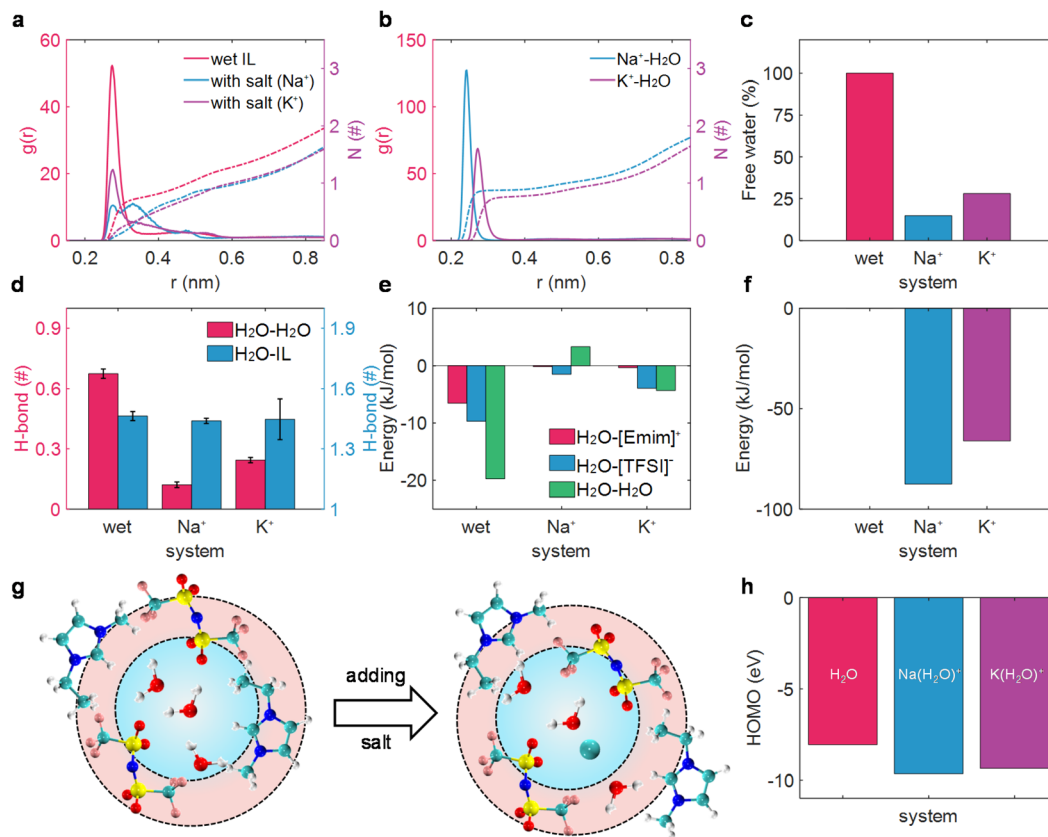 a
60
40
20
0
g(r)
wet IL
with salt (Na⁺)
with salt (K⁺)
3
2
1
0
N (#)
0.2 0.4 0.6 0.8
r (nm)
b
150
100
50
0
g(r)
Na⁺-H2O
K⁺-H2O
3
2
1
0
N (#)
0.2 0.4 0.6 0.8
r (nm)
c
100
75
50
25
0
Free water (%)
wet Na⁺ K⁺
system
d
0.9
0.6
0.3
0
H-bond (#)
H2O-H2O
H2O-IL
1.9
1.6
1.3
1
H-bond (#)
wet Na⁺ K⁺
system
e
10
0
-10
-20
Energy (kJ/mol)
H2O-[Emim]⁺
H2O-[TFSI]⁻
H2O-H2O
wet Na⁺ K⁺
system
f
0
-50
-100
Energy (kJ/mol)
wet Na⁺ K⁺
system
g
adding
salt
h
0
-5
-10
HOMO (eV)
H2O
Na(H2O)⁺
K(H2O)⁺
system